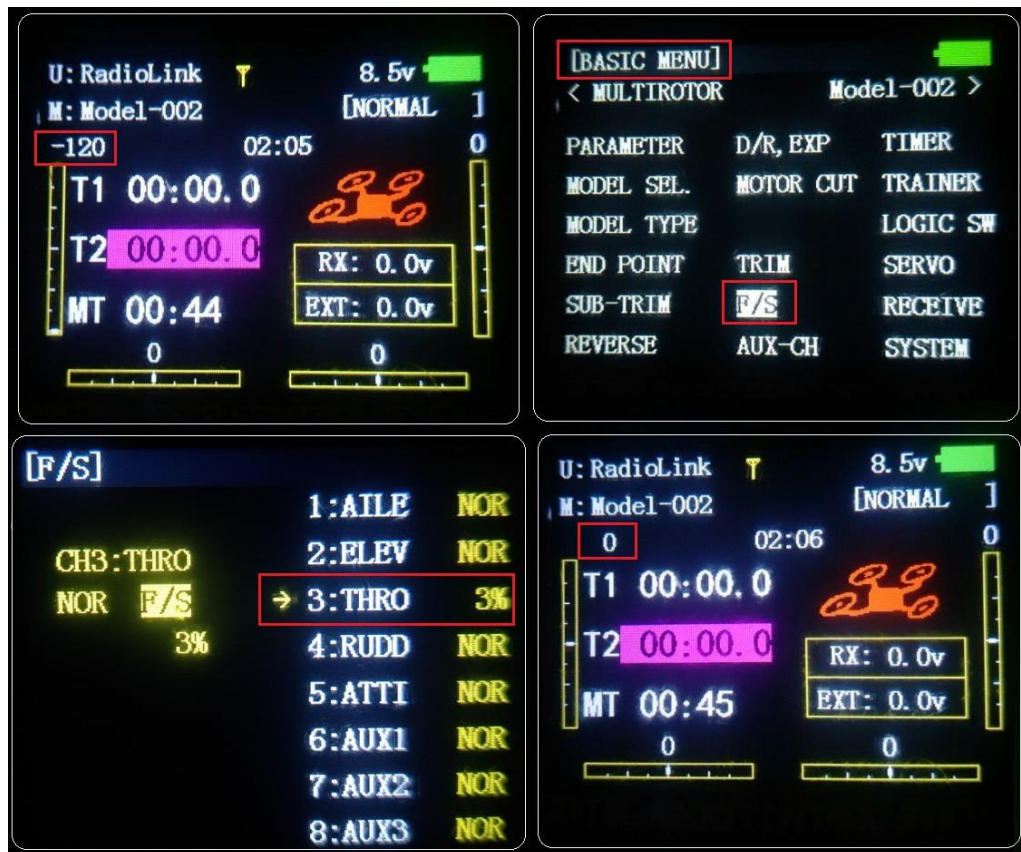 U: RadioLink 8.5v
M: Model-002 [NORMAL ]
-120 02:05 0
T1 00:00.0
T2 00:00.0
RX: 0.0v
MT 00:44 EXT: 0.0v
0 0
[BASIC MENU]
< MULTIROTOR Model-002 >
PARAMETER D/R, EXP TIMER
MODEL SEL. MOTOR CUT TRAINER
MODEL TYPE LOGIC SW
END POINT TRIM SERVO
SUB-TRIM F/S RECEIVE
REVERSE AUX-CH SYSTEM
[F/S]
CH3:THRO
NOR F/S
3%
1:AILE NOR
2:ELEV NOR
→ 3:THRO 3%
4:RUDD NOR
5:ATTI NOR
6:AUX1 NOR
7:AUX2 NOR
8:AUX3 NOR
U: RadioLink 8.5v
M: Model-002 [NORMAL ]
0 02:06 0
T1 00:00.0
T2 00:00.0
RX: 0.0v
MT 00:45 EXT: 0.0v
0 0